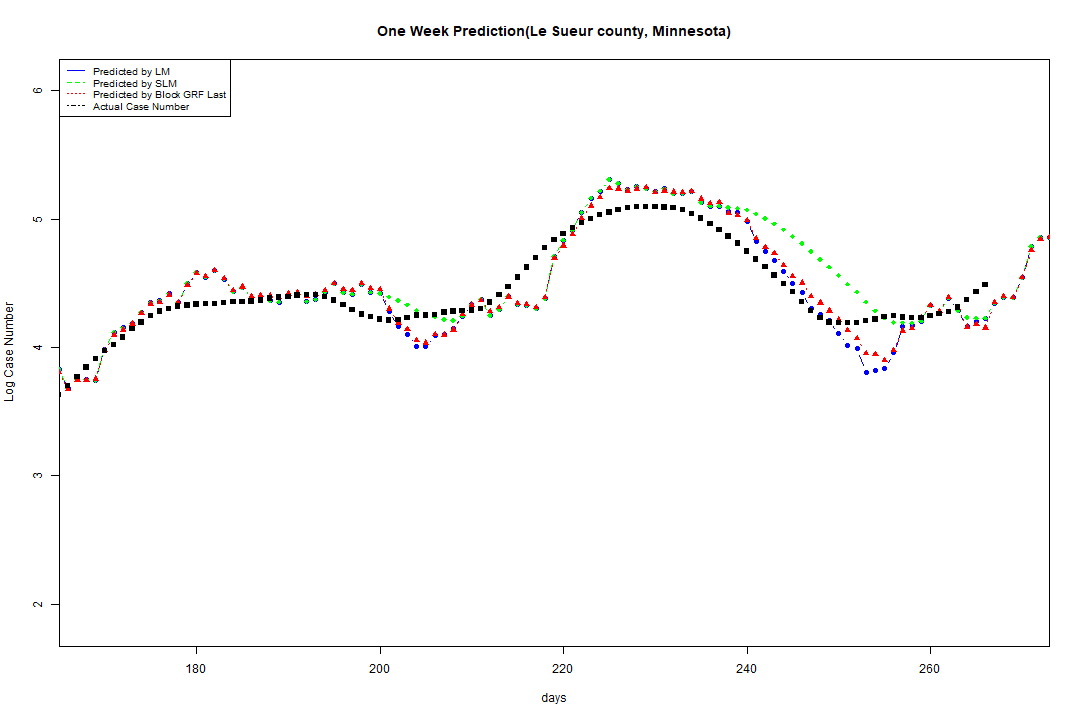 One Week Prediction(Le Sueur county, Minnesota)
Predicted by LM
Predicted by SLM
Predicted by Block GRF Last
Actual Case Number
6
5
4
3
2
Log Case Number
180 200 220 240 260
days